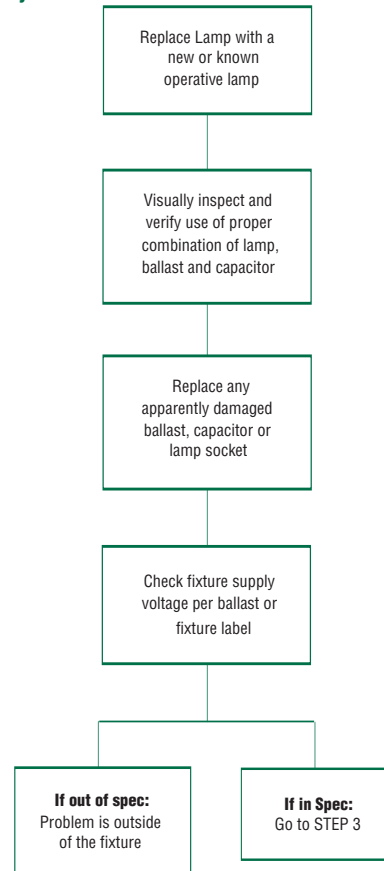 Replace Lamp with a
new or known
operative lamp
Visually inspect and
verify use of proper
combination of lamp,
ballast and capacitor
Replace any
apparently damaged
ballast, capacitor or
lamp socket
Check fixture supply
voltage per ballast or
fixture label
If out of spec:
Problem is outside
of the fixture
If in Spec:
Go to STEP 3